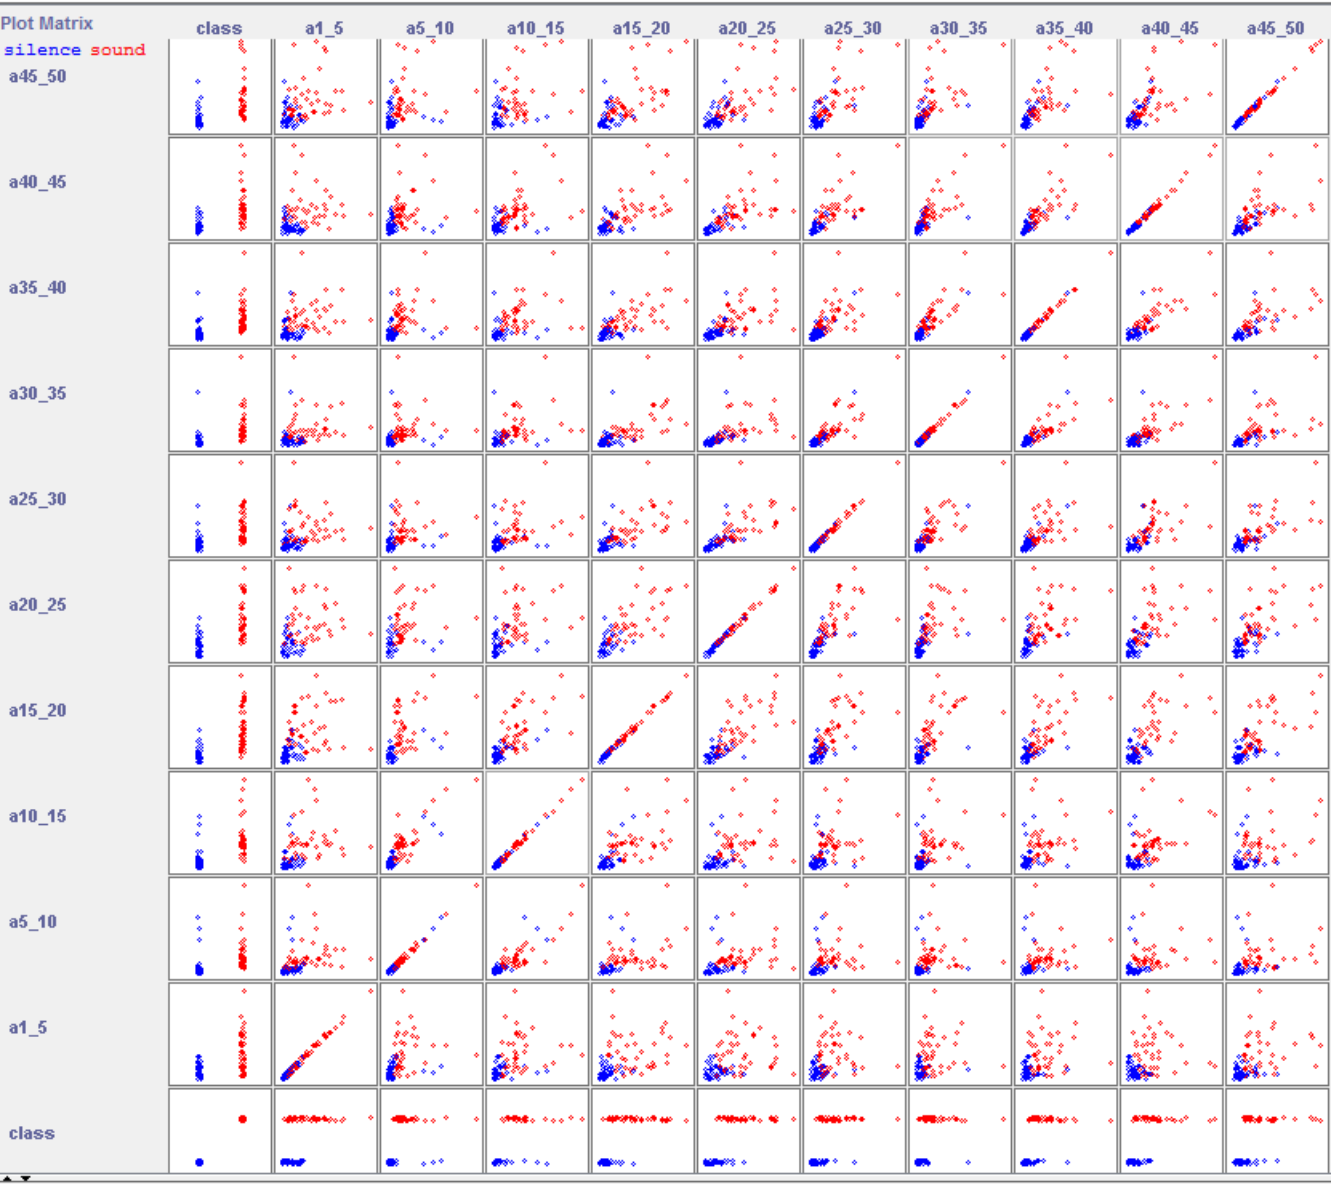 Plot Matrix class a1_5 a5_10 a10_15 a15_20 a20_25 a25_30 a30_35 a35_40 a40_45 a45_50
silence sound
a45_50
a40_45
a35_40
a30_35
a25_30
a20_25
a15_20
a10_15
a5_10
a1_5
class